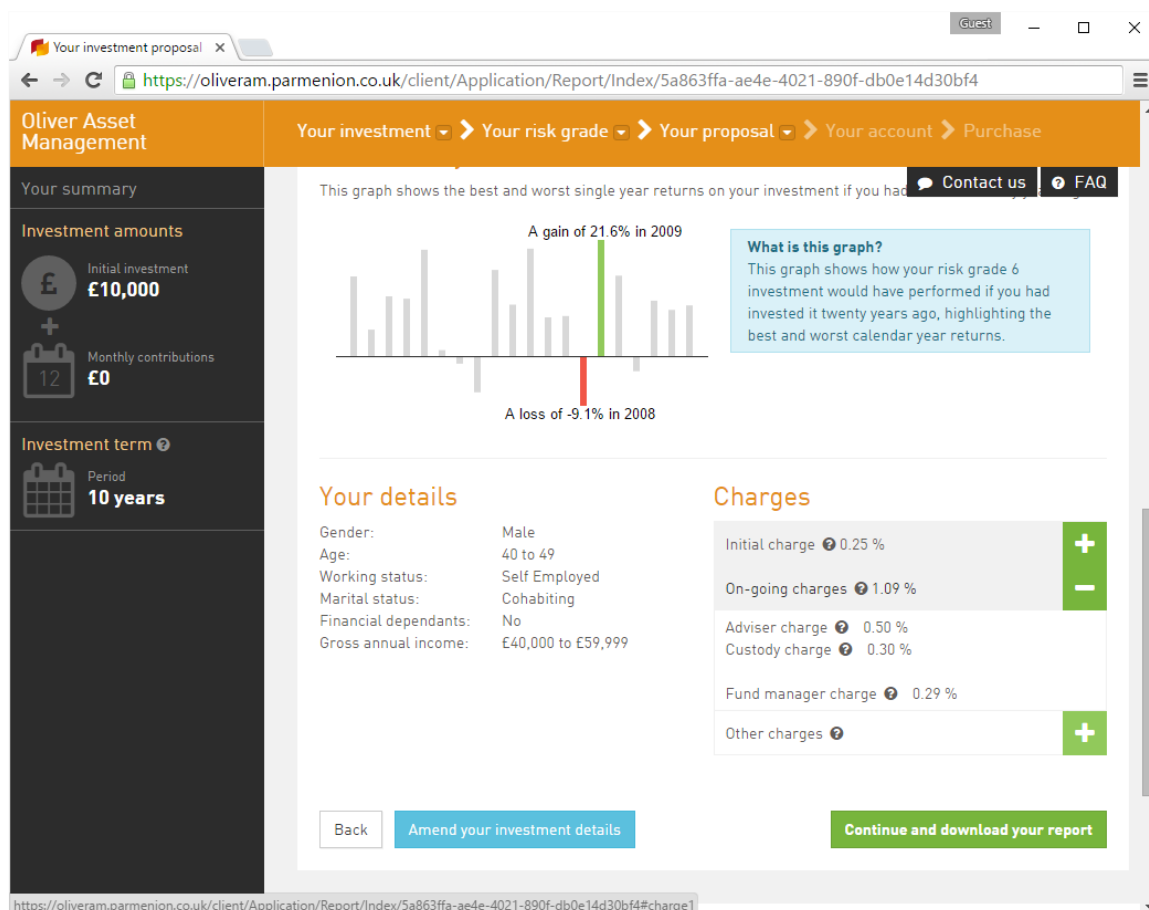 Guest
Your investment proposal
https://oliveram.parmenion.co.uk/client/Application/Report/Index/5a863ffa-ae4e-4021-890f-db0e14d30bf4
Oliver Asset
Management
Your investment Your risk grade Your proposal Your account Purchase
Your summary
Contact us
FAQ
This graph shows the best and worst single year returns on your investment if you had
Investment amounts
Initial investment
£10,000
12
Monthly contributions
£0
Investment term
Period
10 years
A gain of 21.6% in 2009
A loss of -9.1% in 2008
What is this graph?
This graph shows how your risk grade 6
investment would have performed if you had
invested it twenty years ago, highlighting the
best and worst calendar year returns.
Your details
Gender: Male
Age: 40 to 49
Working status: Self Employed
Marital status: Cohabiting
Financial dependants: No
Gross annual income: £40,000 to £59,999
Charges
Initial charge 0.25 %
On-going charges 1.09 %
Adviser charge 0.50 %
Custody charge 0.30 %
Fund manager charge 0.29 %
Other charges
Back
Amend your investment details
Continue and download your report
https://oliveram.parmenion.co.uk/client/Application/Report/Index/5a863ffa-ae4e-4021-890f-db0e14d30bf4#charge1